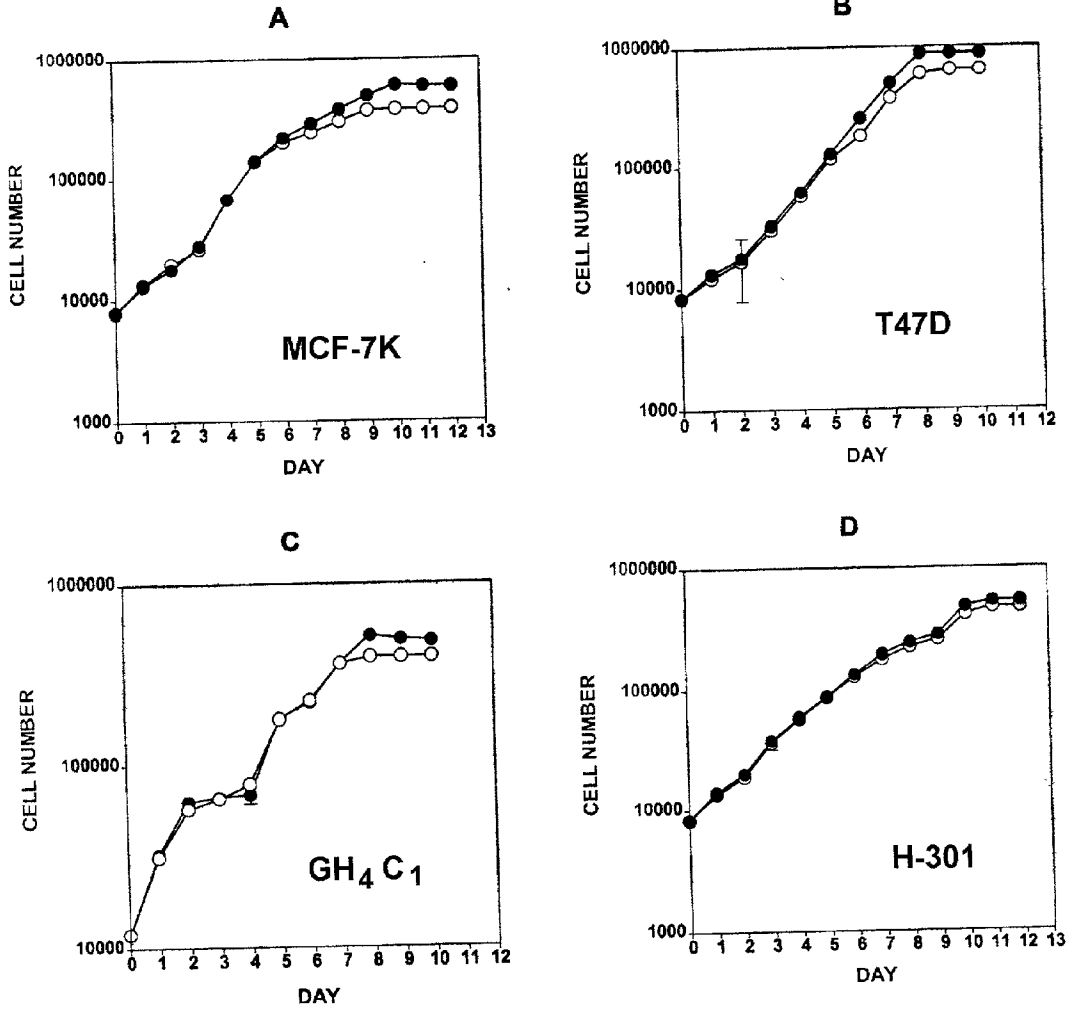 A
1000000
100000
10000
1000
CELL NUMBER
MCF-7K
0 1 2 3 4 5 6 7 8 9 10 11 12 13
DAY
B
1000000
100000
10000
1000
CELL NUMBER
T47D
0 1 2 3 4 5 6 7 8 9 10 11 12
DAY
C
1000000
100000
10000
CELL NUMBER
GH4 C1
0 1 2 3 4 5 6 7 8 9 10 11 12
DAY
D
1000000
100000
10000
1000
CELL NUMBER
H-301
0 1 2 3 4 5 6 7 8 9 10 11 12 13
DAY